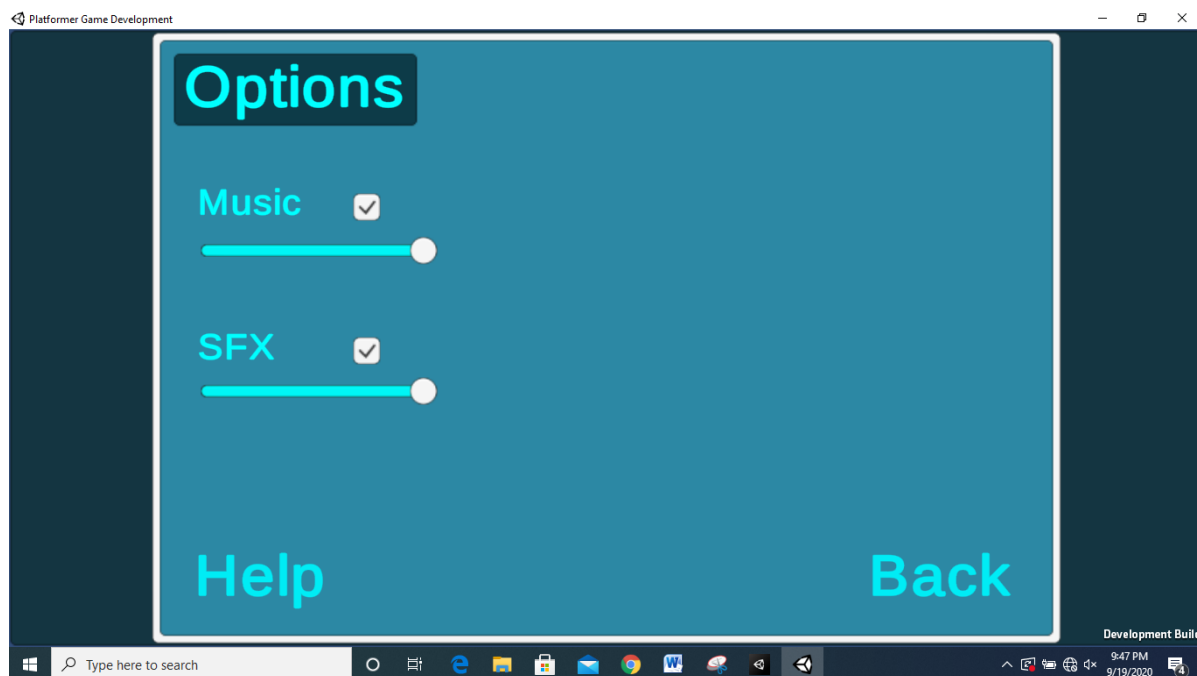 Platformer Game Development
Options
Music
SFX
Help
Back
Development Buil
Type here to search
9:47 PM
9/19/2020
4